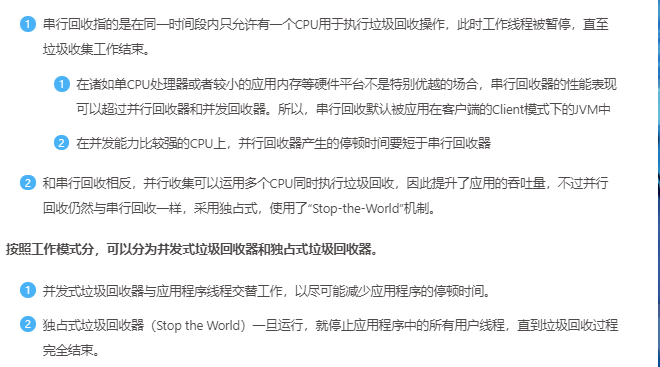 1 串行回收指的是在同一时间段内只允许有一个CPU用于执行垃圾回收操作，此时工作线程被暂停，直至
垃圾收集工作结束。
1 在诸如单CPU处理器或者较小的应用内存等硬件平台不是特别优越的场合，串行回收器的性能表现
可以超过并行回收器和并发回收器。所以，串行回收默认被应用在客户端的Client模式下的JVM中
2 在并发能力比较强的CPU上，并行回收器产生的停顿时间要短于串行回收器
2 和串行回收相反，并行收集可以运用多个CPU同时执行垃圾回收，因此提升了应用的吞吐量，不过并行
回收仍然与串行回收一样，采用独占式，使用了“Stop-the-World”机制。
按照工作模式分，可以分为并发式垃圾回收器和独占式垃圾回收器。
1 并发式垃圾回收器与应用程序线程交替工作，以尽可能减少应用程序的停顿时间。
2 独占式垃圾回收器（Stop the World）一旦运行，就停止应用程序中的所有用户线程，直到垃圾回收过程
完全结束。